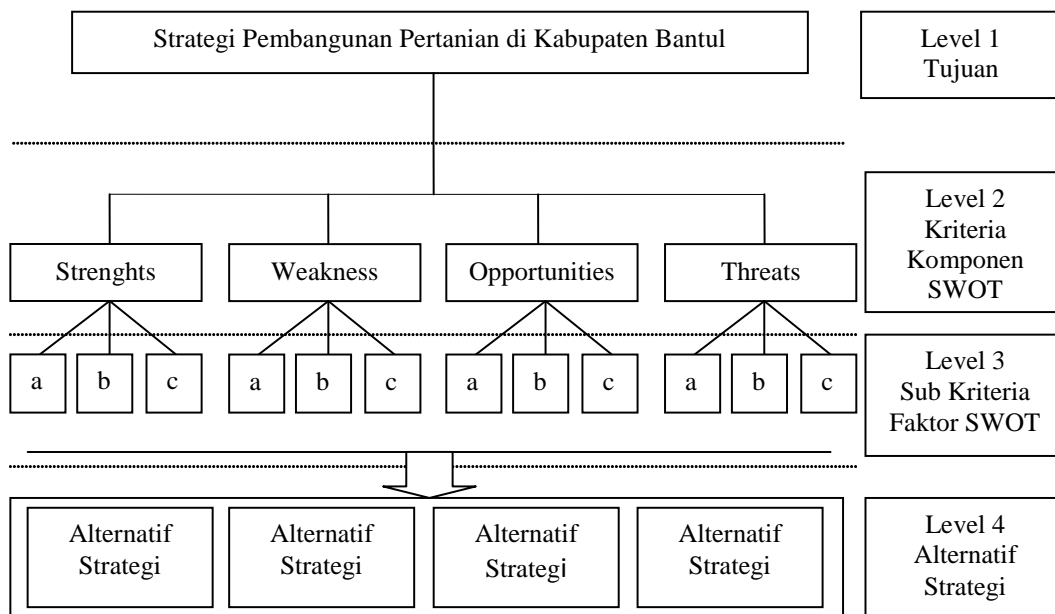 Strategi Pembangunan Pertanian di Kabupaten Bantul
Level 1
Tujuan
Level 2
Kriteria
Komponen
SWOT
Strenghts
Weakness
Opportunities
Threats
a
b
c
a
b
c
a
b
c
a
b
c
Level 3
Sub Kriteria
Faktor SWOT
Alternatif
Strategi
Alternatif
Strategi
Alternatif
Strategi
Alternatif
Strategi
Level 4
Alternatif
Strategi